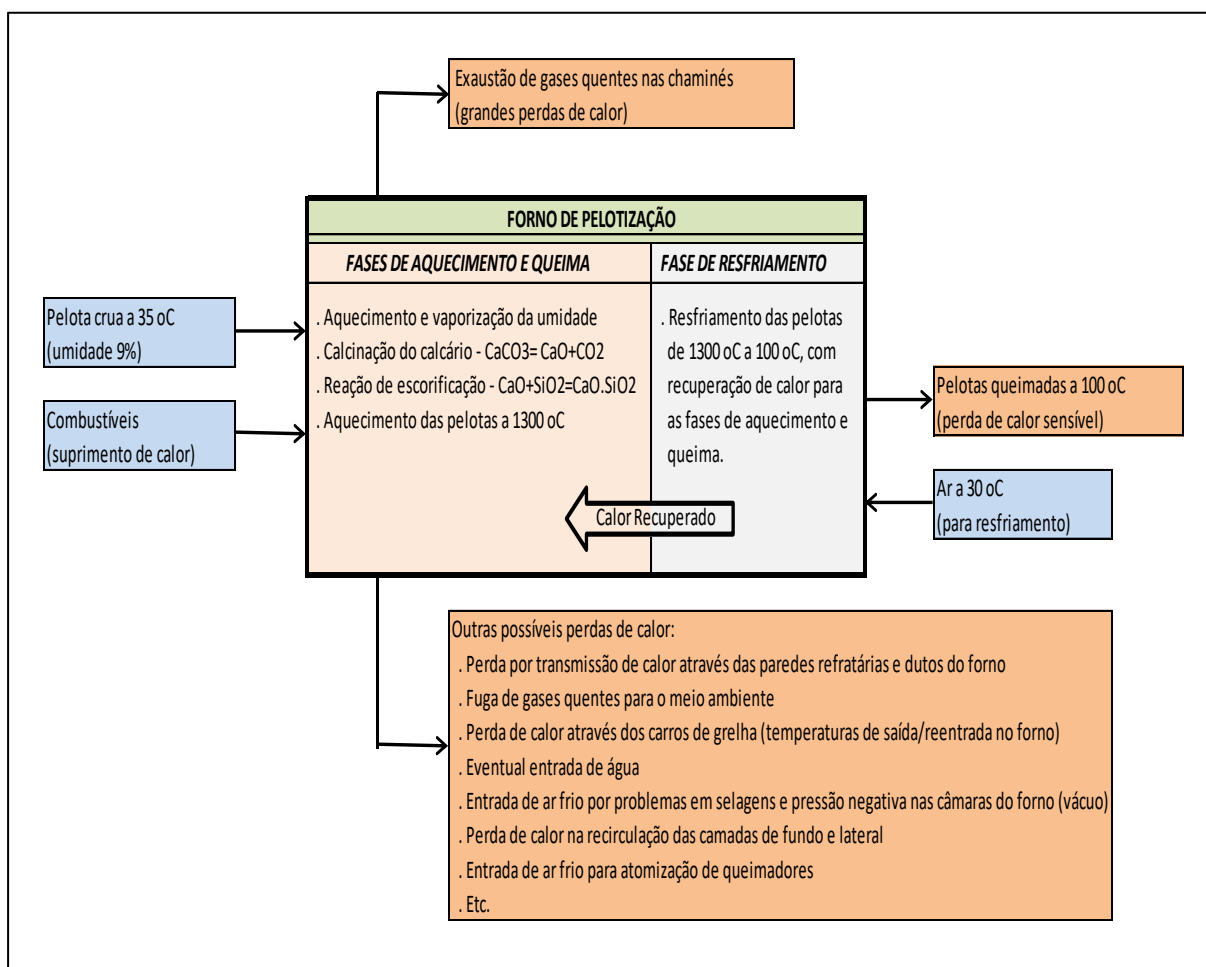 Exaustão de gases quentes nas chaminés
(grandes perdas de calor)
FORNO DE PELOTIZAÇÃO
FASES DE AQUECIMENTO E QUEIMA
. Aquecimento e vaporização da umidade
. Calcinação do calcário - CaCO3= CaO+CO2
. Reação de escorificação - CaO+SiO2=CaO.SiO2
. Aquecimento das pelotas a 1300 oC
FASE DE RESFRIAMENTO
. Resfriamento das pelotas
de 1300 oC a 100 oC, com
recuperação de calor para
as fases de aquecimento e
queima.
Calor Recuperado
Pelota crua a 35 oC
(umidade 9%)
Combustíveis
(suprimento de calor)
Pelotas queimadas a 100 oC
(perda de calor sensível)
Ar a 30 oC
(para resfriamento)
Outras possíveis perdas de calor:
. Perda por transmissão de calor através das paredes refratárias e dutos do forno
. Fuga de gases quentes para o meio ambiente
. Perda de calor através dos carros de grelha (temperaturas de saída/reentrada no forno)
. Eventual entrada de água
. Entrada de ar frio por problemas em selagens e pressão negativa nas câmaras do forno (vácuo)
. Perda de calor na recirculação das camadas de fundo e lateral
. Entrada de ar frio para atomização de queimadores
. Etc.